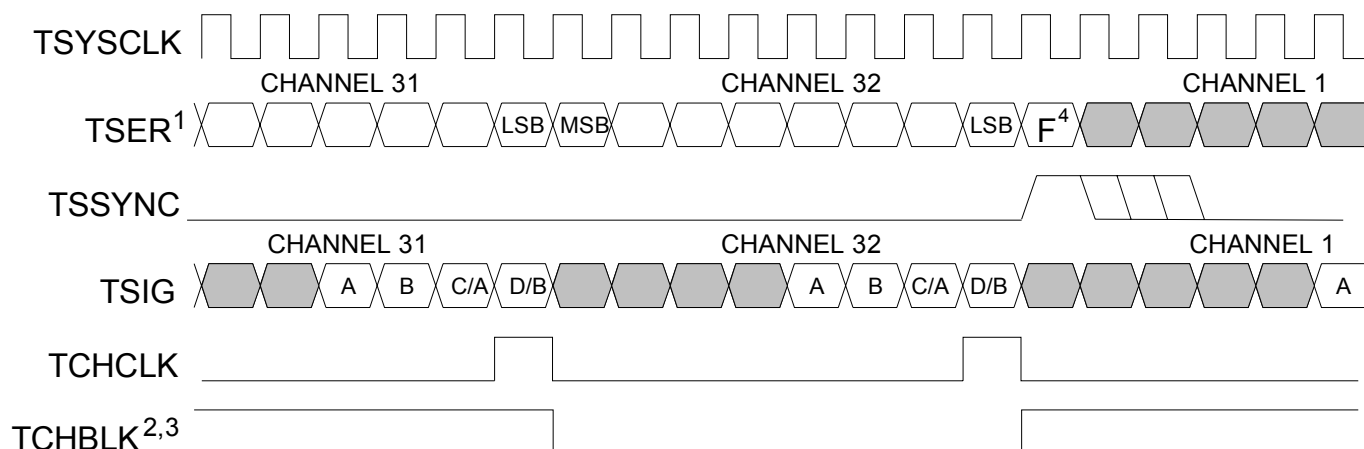 TSYSCLK
CHANNEL 31 CHANNEL 32 CHANNEL 1
TSER¹ LSB MSB LSB F⁴
TSSYNC
CHANNEL 31 CHANNEL 32 CHANNEL 1
TSIG A B C/A D/B A B C/A D/B A
TCHCLK
TCHBLK²,³